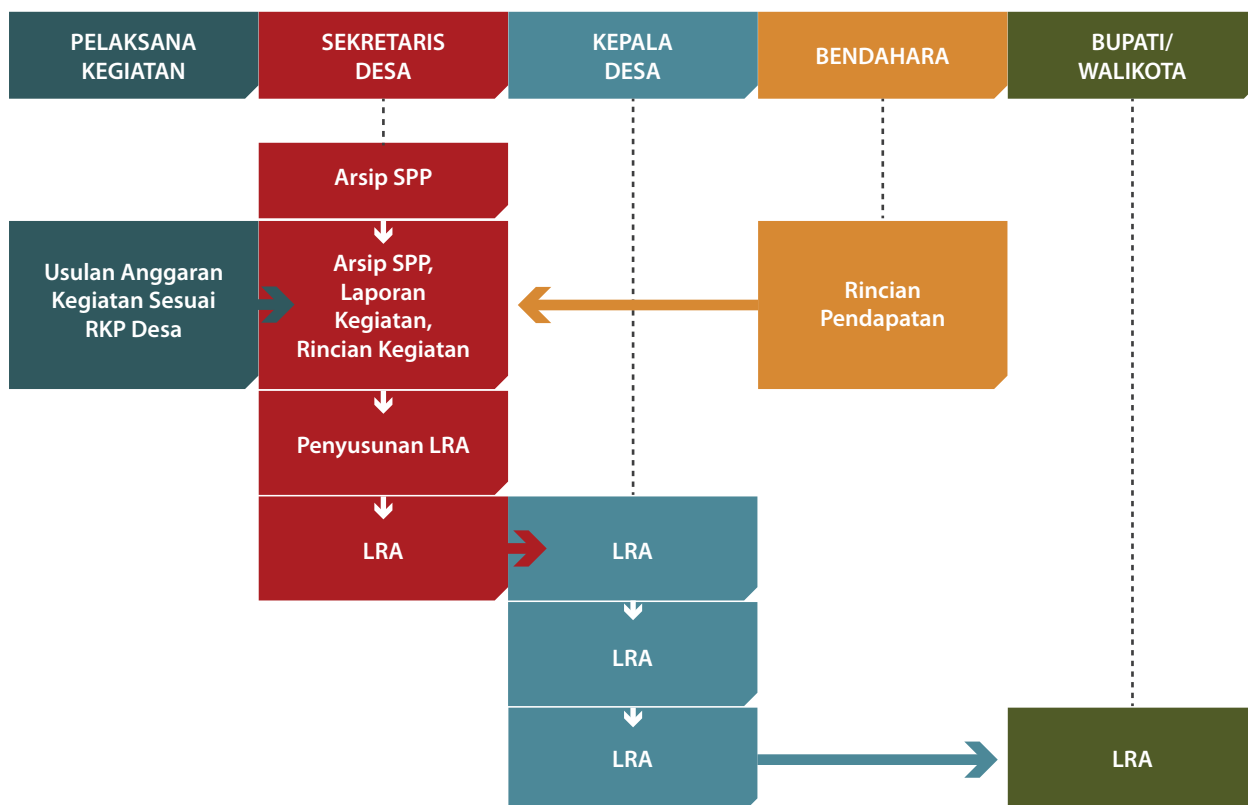 PELAKSANA
KEGIATAN
SEKRETARIS
DESA
KEPALA
DESA
BENDAHARA
BUPATI/
WALIKOTA
Arsip SPP
Usulan Anggaran
Kegiatan Sesuai
RKP Desa
Arsip SPP,
Laporan
Kegiatan,
Rincian Kegiatan
Rincian
Pendapatan
Penyusunan LRA
LRA
LRA
LRA
LRA
LRA